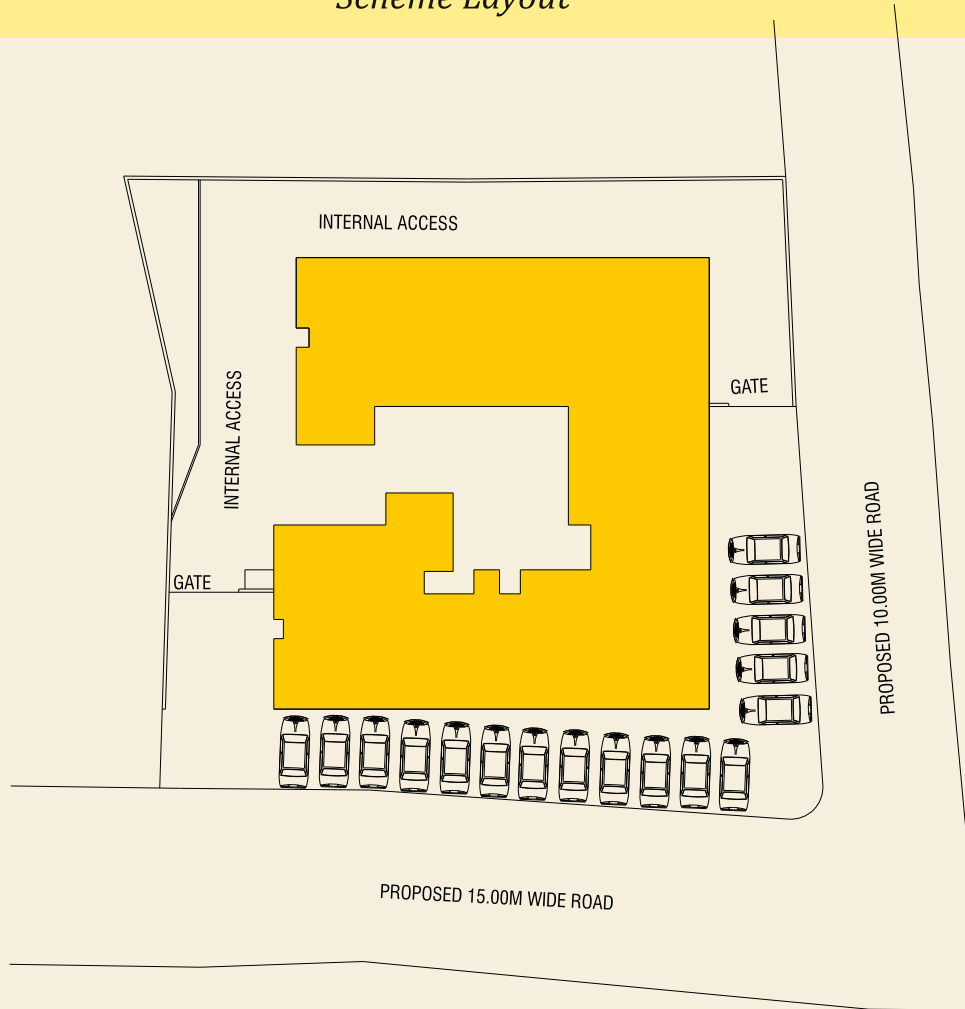 Scheme Layout
INTERNAL ACCESS
INTERNAL ACCESS
GATE
GATE
PROPOSED 10.00M WIDE ROAD
PROPOSED 15.00M WIDE ROAD